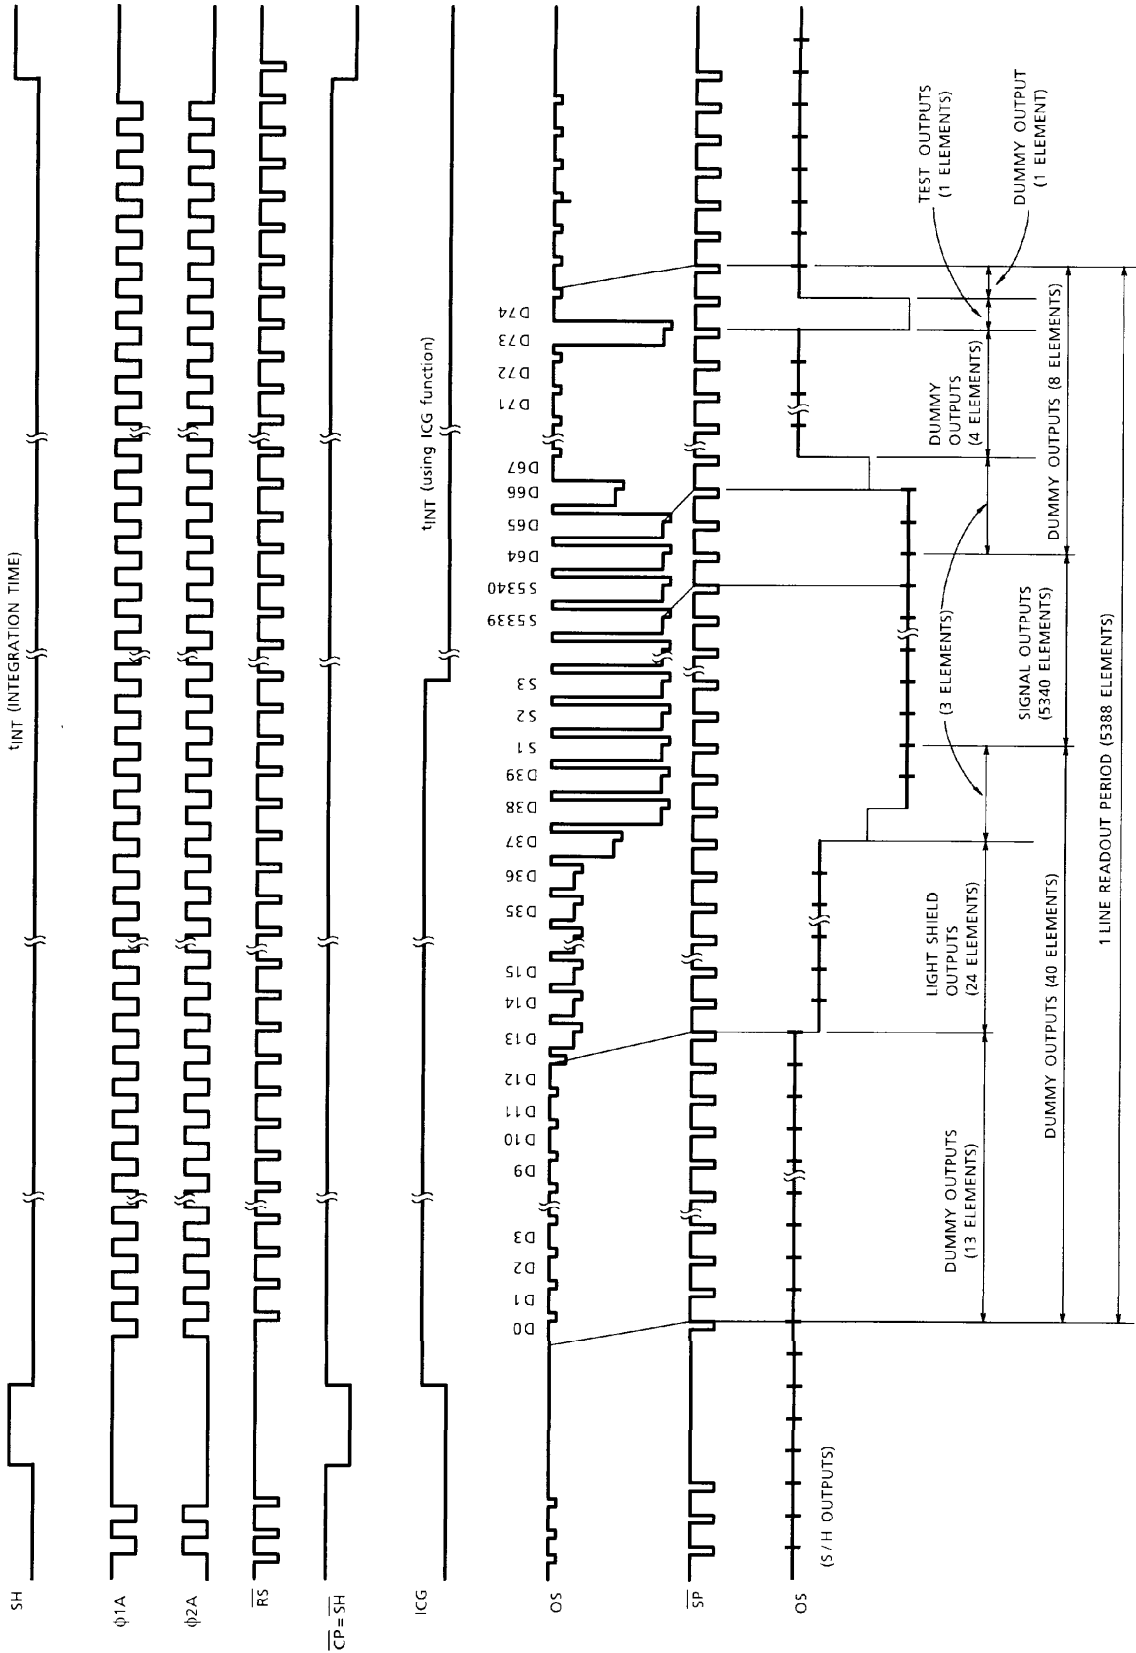 SH
tINT (INTEGRATION TIME)
φ1A
φ2A
RS
CP = SH
ICG
tINT (using ICG function)
OS
D0
D1
D2
D3
D9
D10
D11
D12
D13
D14
D15
D35
D36
D37
D38
D39
S1
S2
S3
S5339
S5340
D64
D65
D66
D67
D71
D72
D73
D74
SP
OS
(S / H OUTPUTS)
DUMMY OUTPUTS
(13 ELEMENTS)
LIGHT SHIELD
OUTPUTS
(24 ELEMENTS)
(3 ELEMENTS)
DUMMY
OUTPUTS
(4 ELEMENTS)
TEST OUTPUTS
(1 ELEMENTS)
DUMMY OUTPUT
(1 ELEMENT)
DUMMY OUTPUTS (40 ELEMENTS)
SIGNAL OUTPUTS
(5340 ELEMENTS)
DUMMY OUTPUTS (8 ELEMENTS)
1 LINE READOUT PERIOD (5388 ELEMENTS)